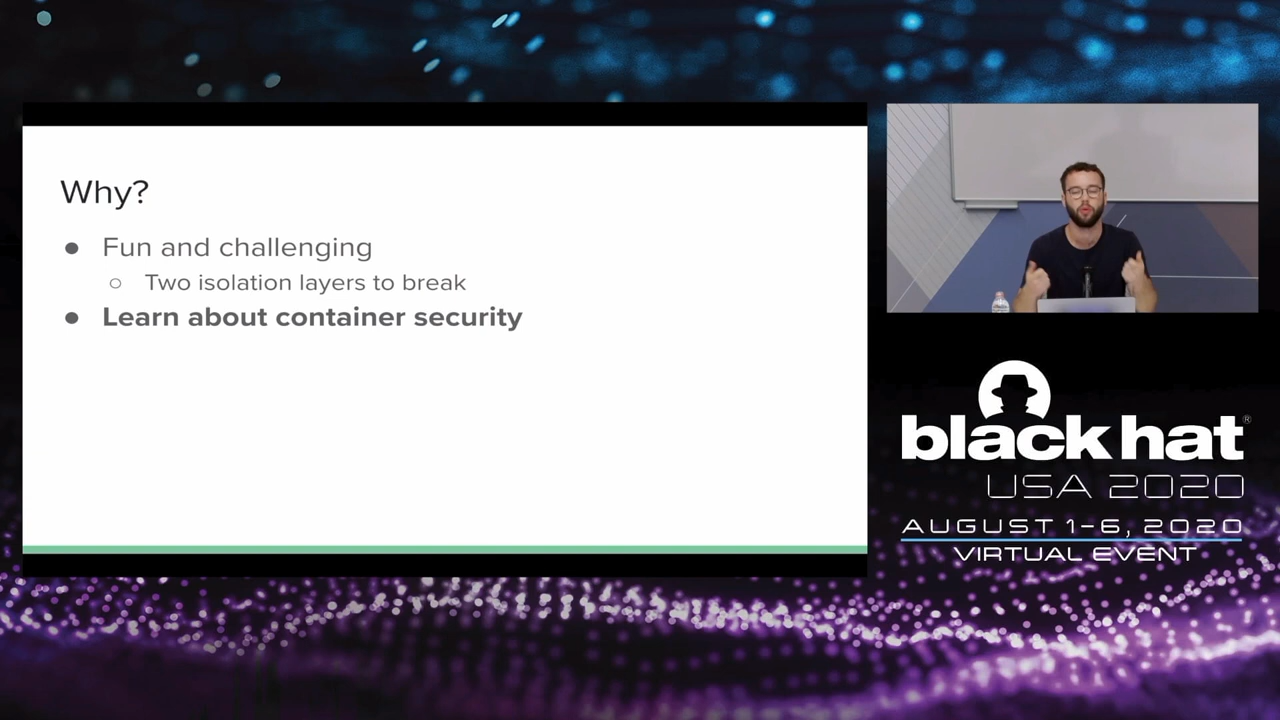 Why?
● Fun and challenging
○ Two isolation layers to break
● Learn about container security
black hat®
USA 2020
AUGUST 1-6, 2020
VIRTUAL EVENT